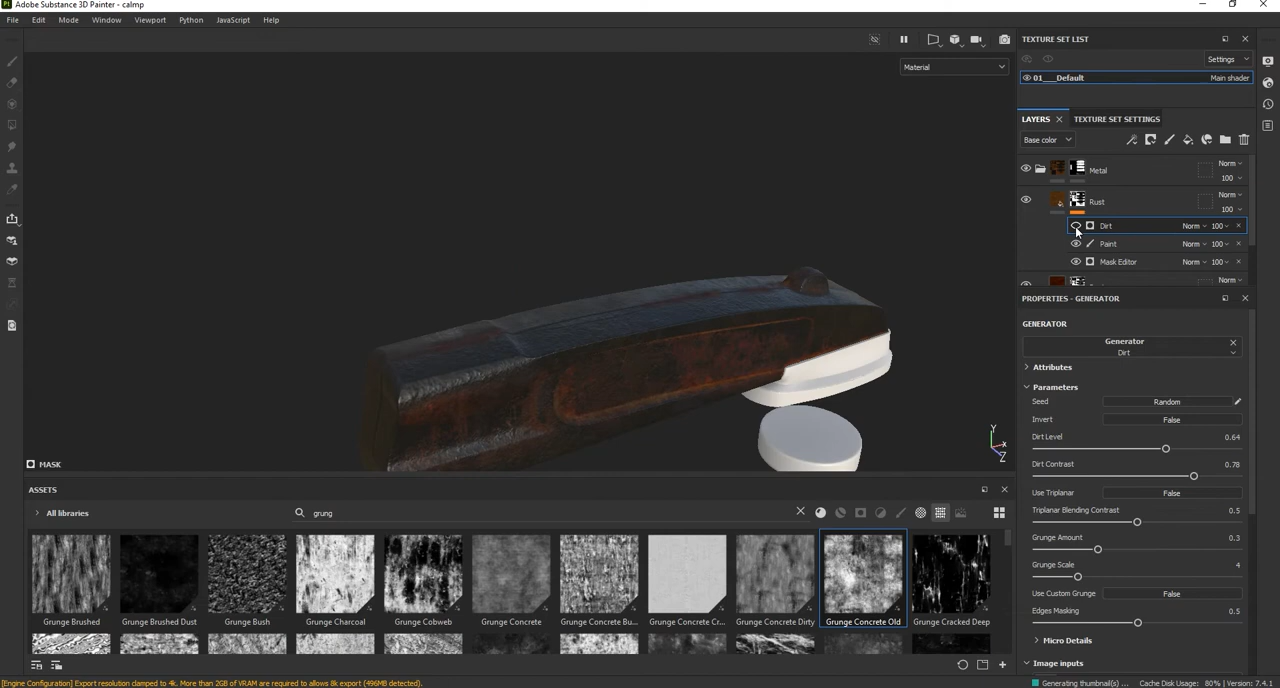 Adobe Substance 3D Painter - calmp
File Edit Mode Window Viewport Python JavaScript Help
Material
TEXTURE SET LIST
Settings
01___Default Main shader
LAYERS TEXTURE SET SETTINGS
Base color
Metal Norm 100
Rust Norm 100
Dirt Norm 100
Paint Norm 100
Mask Editor Norm 100
Norm
PROPERTIES - GENERATOR
GENERATOR
Generator
Dirt
Attributes
Parameters
Seed Random
Invert False
Dirt Level 0.64
Dirt Contrast 0.78
Use Triplanar False
Triplanar Blending Contrast 0.5
Grunge Amount 0.3
Grunge Scale 4
Use Custom Grunge False
Edges Masking 0.5
Micro Details
Image inputs
Y
X
Z
MASK
ASSETS
All libraries grung
Grunge Brushed Grunge Brushed Dust Grunge Bush Grunge Charcoal Grunge Cobweb Grunge Concrete Grunge Concrete Bu... Grunge Concrete Cr... Grunge Concrete Dirty Grunge Concrete Old Grunge Cracked Deep
[Engine Configuration] Export resolution clamped to 4k. More than 2GB of VRAM are required to allows 8k export (496MB detected).
Generating thumbnail(s) ... Cache Disk Usage: 80% | Version: 7.4.1